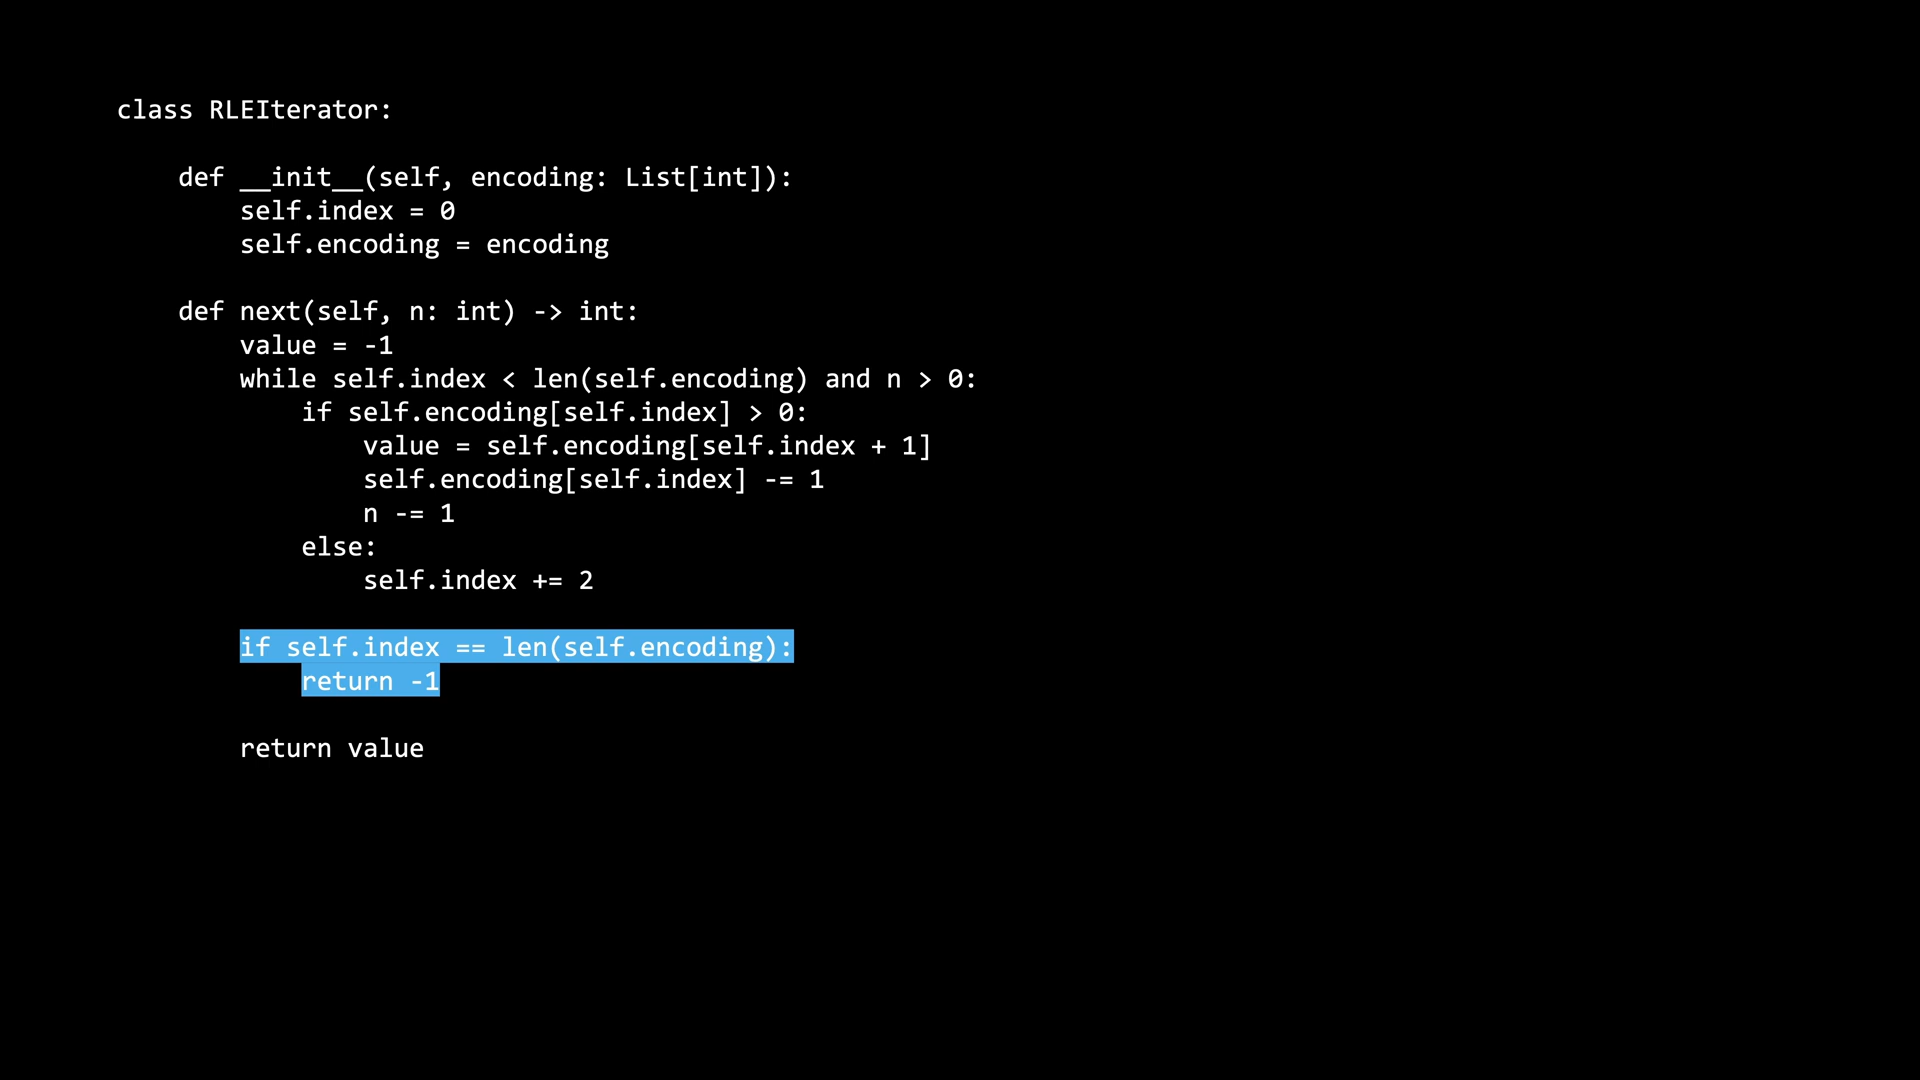 class RLEIterator:
def __init__(self, encoding: List[int]):
self.index = 0
self.encoding = encoding
def next(self, n: int) -> int:
value = -1
while self.index < len(self.encoding) and n > 0:
if self.encoding[self.index] > 0:
value = self.encoding[self.index + 1]
self.encoding[self.index] -= 1
n -= 1
else:
self.index += 2
if self.index == len(self.encoding):
return -1
return value